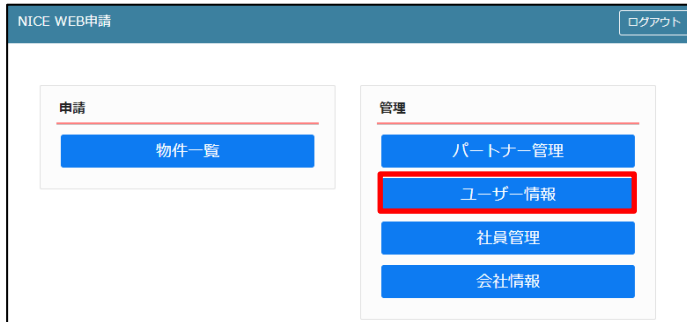 NICE WEB申請
ログアウト
申請
物件一覧
管理
パートナー管理
ユーザー情報
社員管理
会社情報